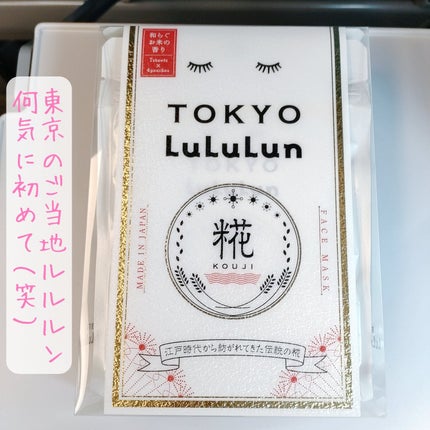 東京のご当地ルルルン
何気に初めて(笑)
和らぐ
お米の
香り
7sheets
×
TOKYO
LuLuLun
糀
KOUJI
MADE IN JAPAN
FACE MASK
江戸時代から紡がれてきた伝統の糀